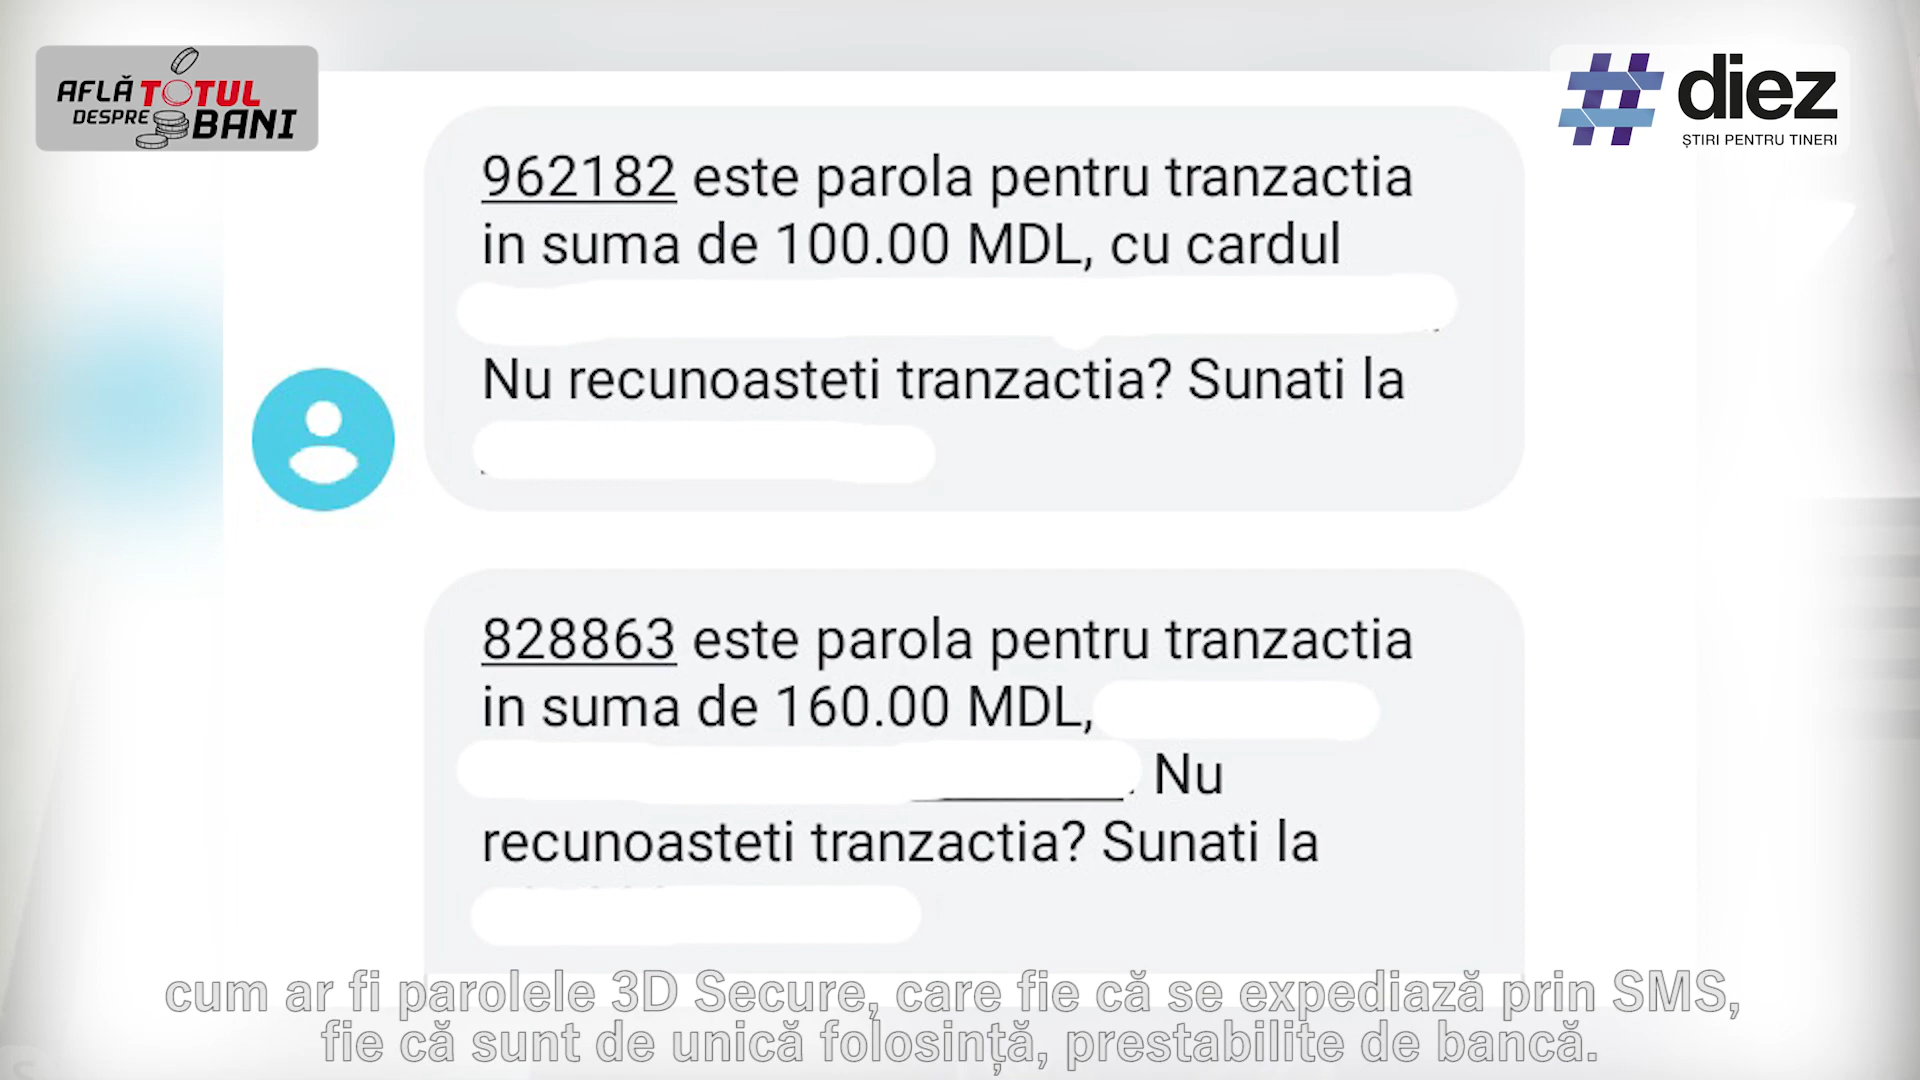 AFLĂ TOTUL
DESPRE BANI
#diez
ȘTIRI PENTRU TINERI
962182 este parola pentru tranzactia
in suma de 100.00 MDL, cu cardul
Nu recunoasteti tranzactia? Sunati la
828863 este parola pentru tranzactia
in suma de 160.00 MDL,
. Nu
recunoasteti tranzactia? Sunati la
cum ar fi parolele 3D Secure, care fie că se expediază prin SMS,
fie că sunt de unică folosință, prestabilite de bancă.